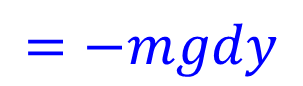 = −mgdy